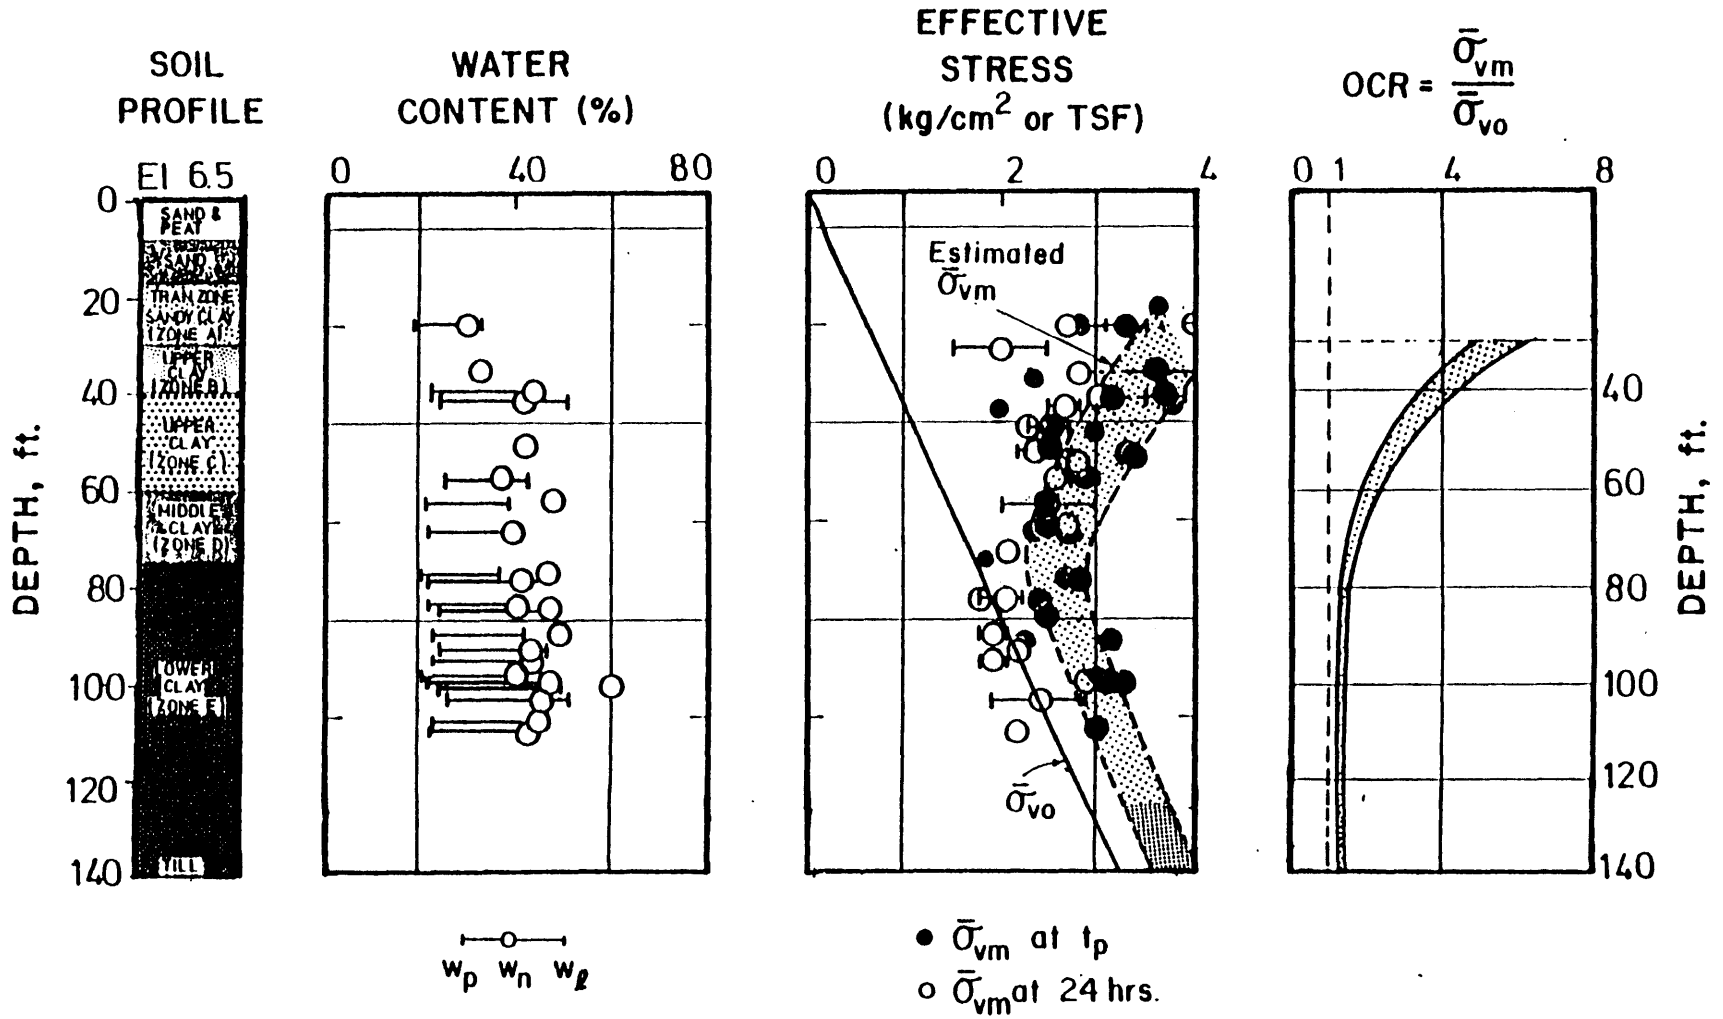 SOIL
PROFILE
WATER
CONTENT (%)
EFFECTIVE
STRESS
(kg/cm² or TSF)
OCR = σ̄vm
σ̄vo
El 6.5
0 40 80
0 2 4
0 1 4 8
0
20
40
60
80
100
120
140
DEPTH, ft.
SAND &
PEAT
SAND
TRAN ZONE
SANDY CLAY
(ZONE A)
UPPER
CLAY
(ZONE B)
UPPER
CLAY
(ZONE C)
MIDDLE
CLAY
(ZONE D)
LOWER
CLAY
(ZONE E)
TILL
Estimated
σ̄vm
σ̄vo
40
60
80
100
120
140
DEPTH, ft.
wp wn wℓ
σ̄vm at tp
σ̄vm at 24 hrs.